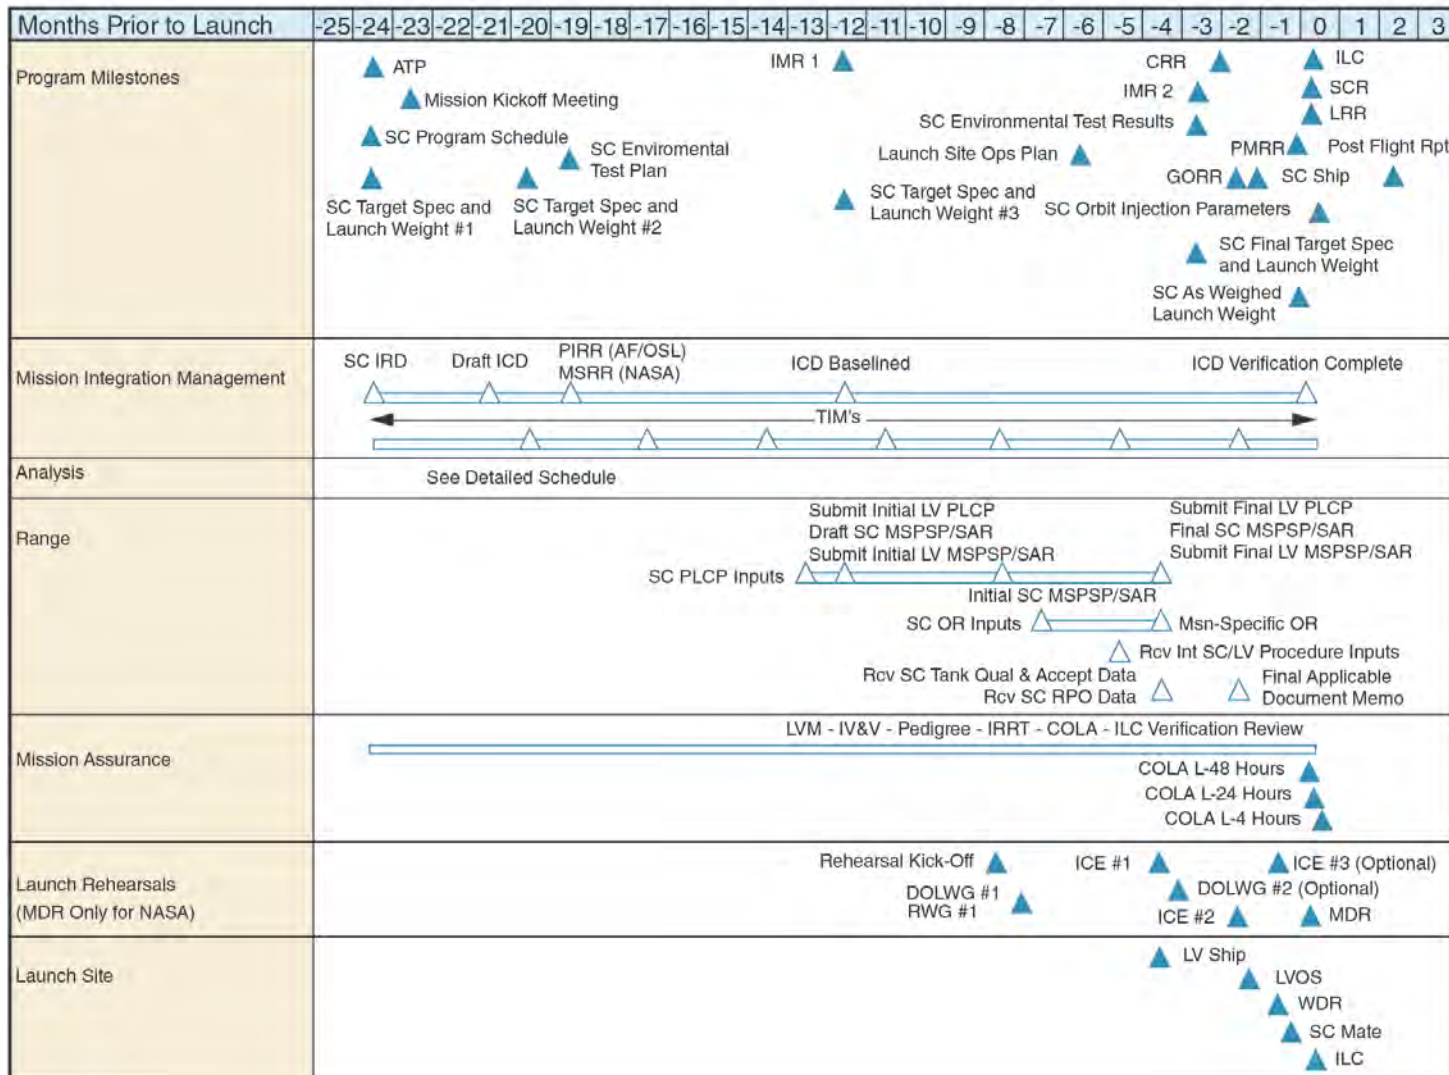 Months Prior to Launch -25 -24 -23 -22 -21 -20 -19 -18 -17 -16 -15 -14 -13 -12 -11 -10 -9 -8 -7 -6 -5 -4 -3 -2 -1 0 1 2 3
Program Milestones
ATP
IMR 1
CRR
ILC
Mission Kickoff Meeting
IMR 2
SCR
SC Environmental Test Results
LRR
SC Program Schedule
SC Enviromental
Test Plan
Launch Site Ops Plan
PMRR
Post Flight Rpt
GORR
SC Ship
SC Target Spec and
Launch Weight #1
SC Target Spec and
Launch Weight #2
SC Target Spec and
Launch Weight #3
SC Orbit Injection Parameters
SC Final Target Spec
and Launch Weight
SC As Weighed
Launch Weight
Mission Integration Management
SC IRD
Draft ICD
PIRR (AF/OSL)
MSRR (NASA)
ICD Baselined
ICD Verification Complete
TIM's
Analysis
See Detailed Schedule
Range
Submit Initial LV PLCP
Draft SC MSPSP/SAR
Submit Initial LV MSPSP/SAR
Submit Final LV PLCP
Final SC MSPSP/SAR
Submit Final LV MSPSP/SAR
SC PLCP Inputs
Initial SC MSPSP/SAR
SC OR Inputs
Msn-Specific OR
Rcv Int SC/LV Procedure Inputs
Rcv SC Tank Qual & Accept Data
Rcv SC RPO Data
Final Applicable
Document Memo
Mission Assurance
LVM - IV&V - Pedigree - IRRT - COLA - ILC Verification Review
COLA L-48 Hours
COLA L-24 Hours
COLA L-4 Hours
Launch Rehearsals
(MDR Only for NASA)
Rehearsal Kick-Off
ICE #1
ICE #3 (Optional)
DOLWG #1
RWG #1
DOLWG #2 (Optional)
ICE #2
MDR
Launch Site
LV Ship
LVOS
WDR
SC Mate
ILC